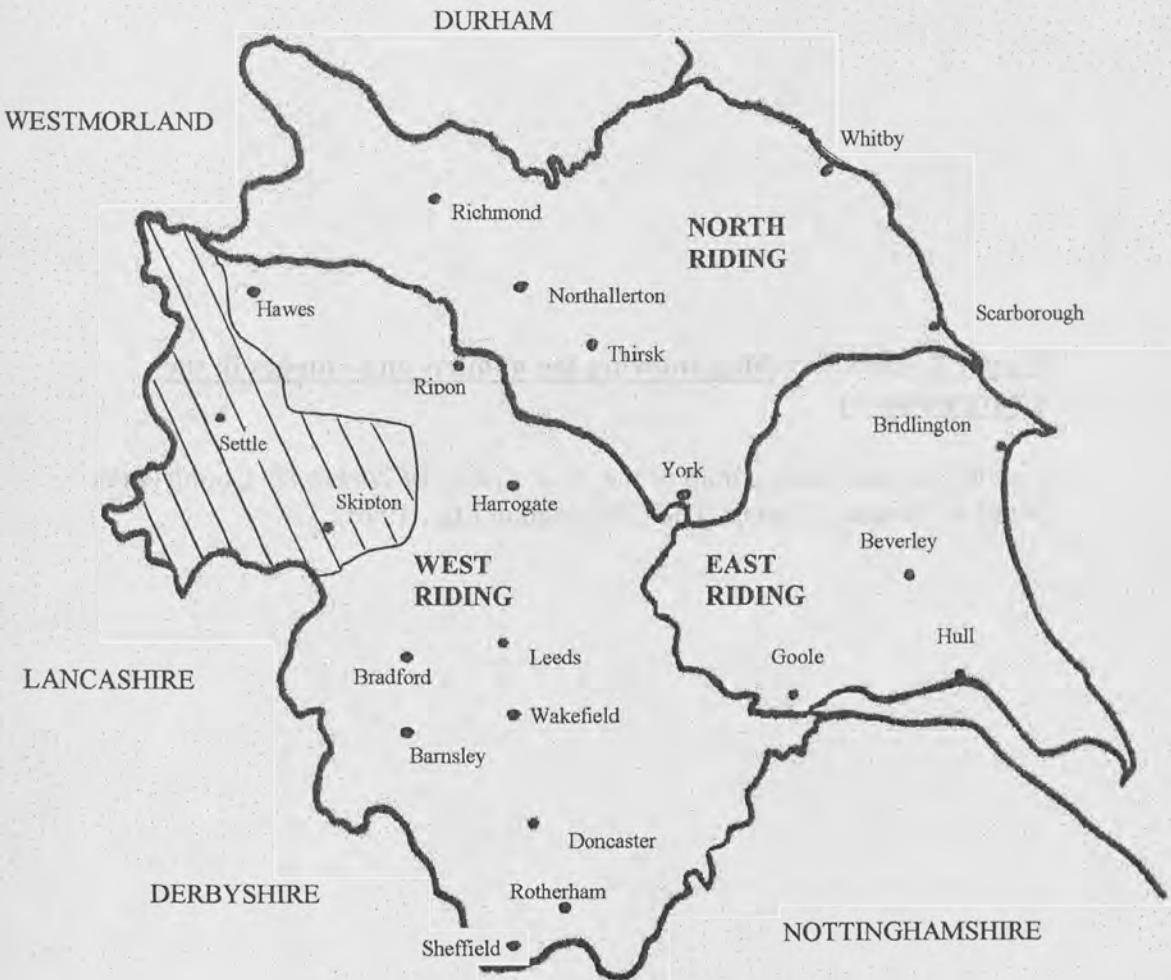 DURHAM
WESTMORLAND
Whitby
Richmond
NORTH
RIDING
Hawes
Northallerton
Scarborough
Thirsk
Ripon
Bridlington
Settle
York
Skipton
Harrogate
Beverley
WEST
RIDING
EAST
RIDING
Hull
Leeds
Goole
Bradford
LANCASHIRE
Wakefield
Barnsley
Doncaster
DERBYSHIRE
Rotherham
NOTTINGHAMSHIRE
Sheffield